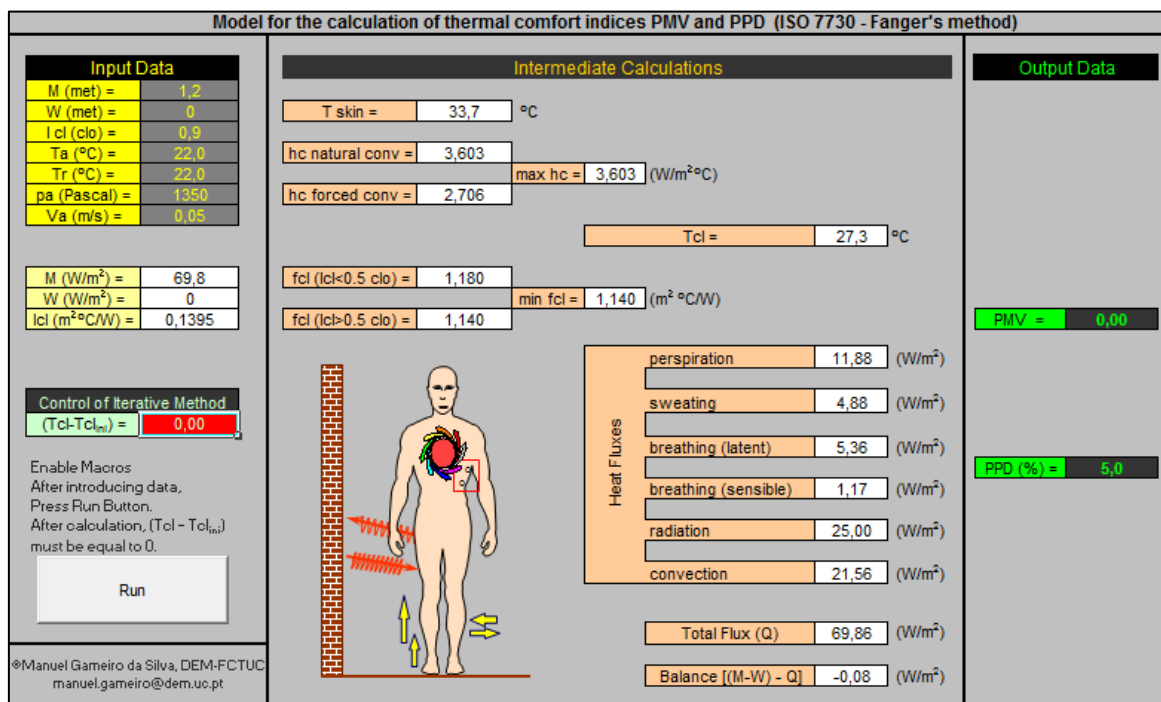 Model for the calculation of thermal comfort indices PMV and PPD (ISO 7730 - Fanger's method)
Input Data
M (met) = 1,2
W (met) = 0
I cl (clo) = 0,9
Ta (ºC) = 22,0
Tr (ºC) = 22,0
pa (Pascal) = 1350
Va (m/s) = 0,05
M (W/m²) = 69,8
W (W/m²) = 0
Icl (m²ºC/W) = 0,1395
Control of Iterative Method
(Tcl-Tclini) = 0,00
Enable Macros
After introducing data,
Press Run Button.
After calculation, (Tcl - Tclini)
must be equal to 0.
Run
®Manuel Gameiro da Silva, DEM-FCTUC
manuel.gameiro@dem.uc.pt
Intermediate Calculations
T skin = 33,7 ºC
hc natural conv = 3,603
max hc = 3,603 (W/m²ºC)
hc forced conv = 2,706
Tcl = 27,3 ºC
fcl (Icl<0.5 clo) = 1,180
min fcl = 1,140 (m² ºC/W)
fcl (Icl>0.5 clo) = 1,140
Heat Fluxes
perspiration 11,88 (W/m²)
sweating 4,88 (W/m²)
breathing (latent) 5,36 (W/m²)
breathing (sensible) 1,17 (W/m²)
radiation 25,00 (W/m²)
convection 21,56 (W/m²)
Total Flux (Q) 69,86 (W/m²)
Balance [(M-W) - Q] -0,08 (W/m²)
Output Data
PMV = 0,00
PPD (%) = 5,0